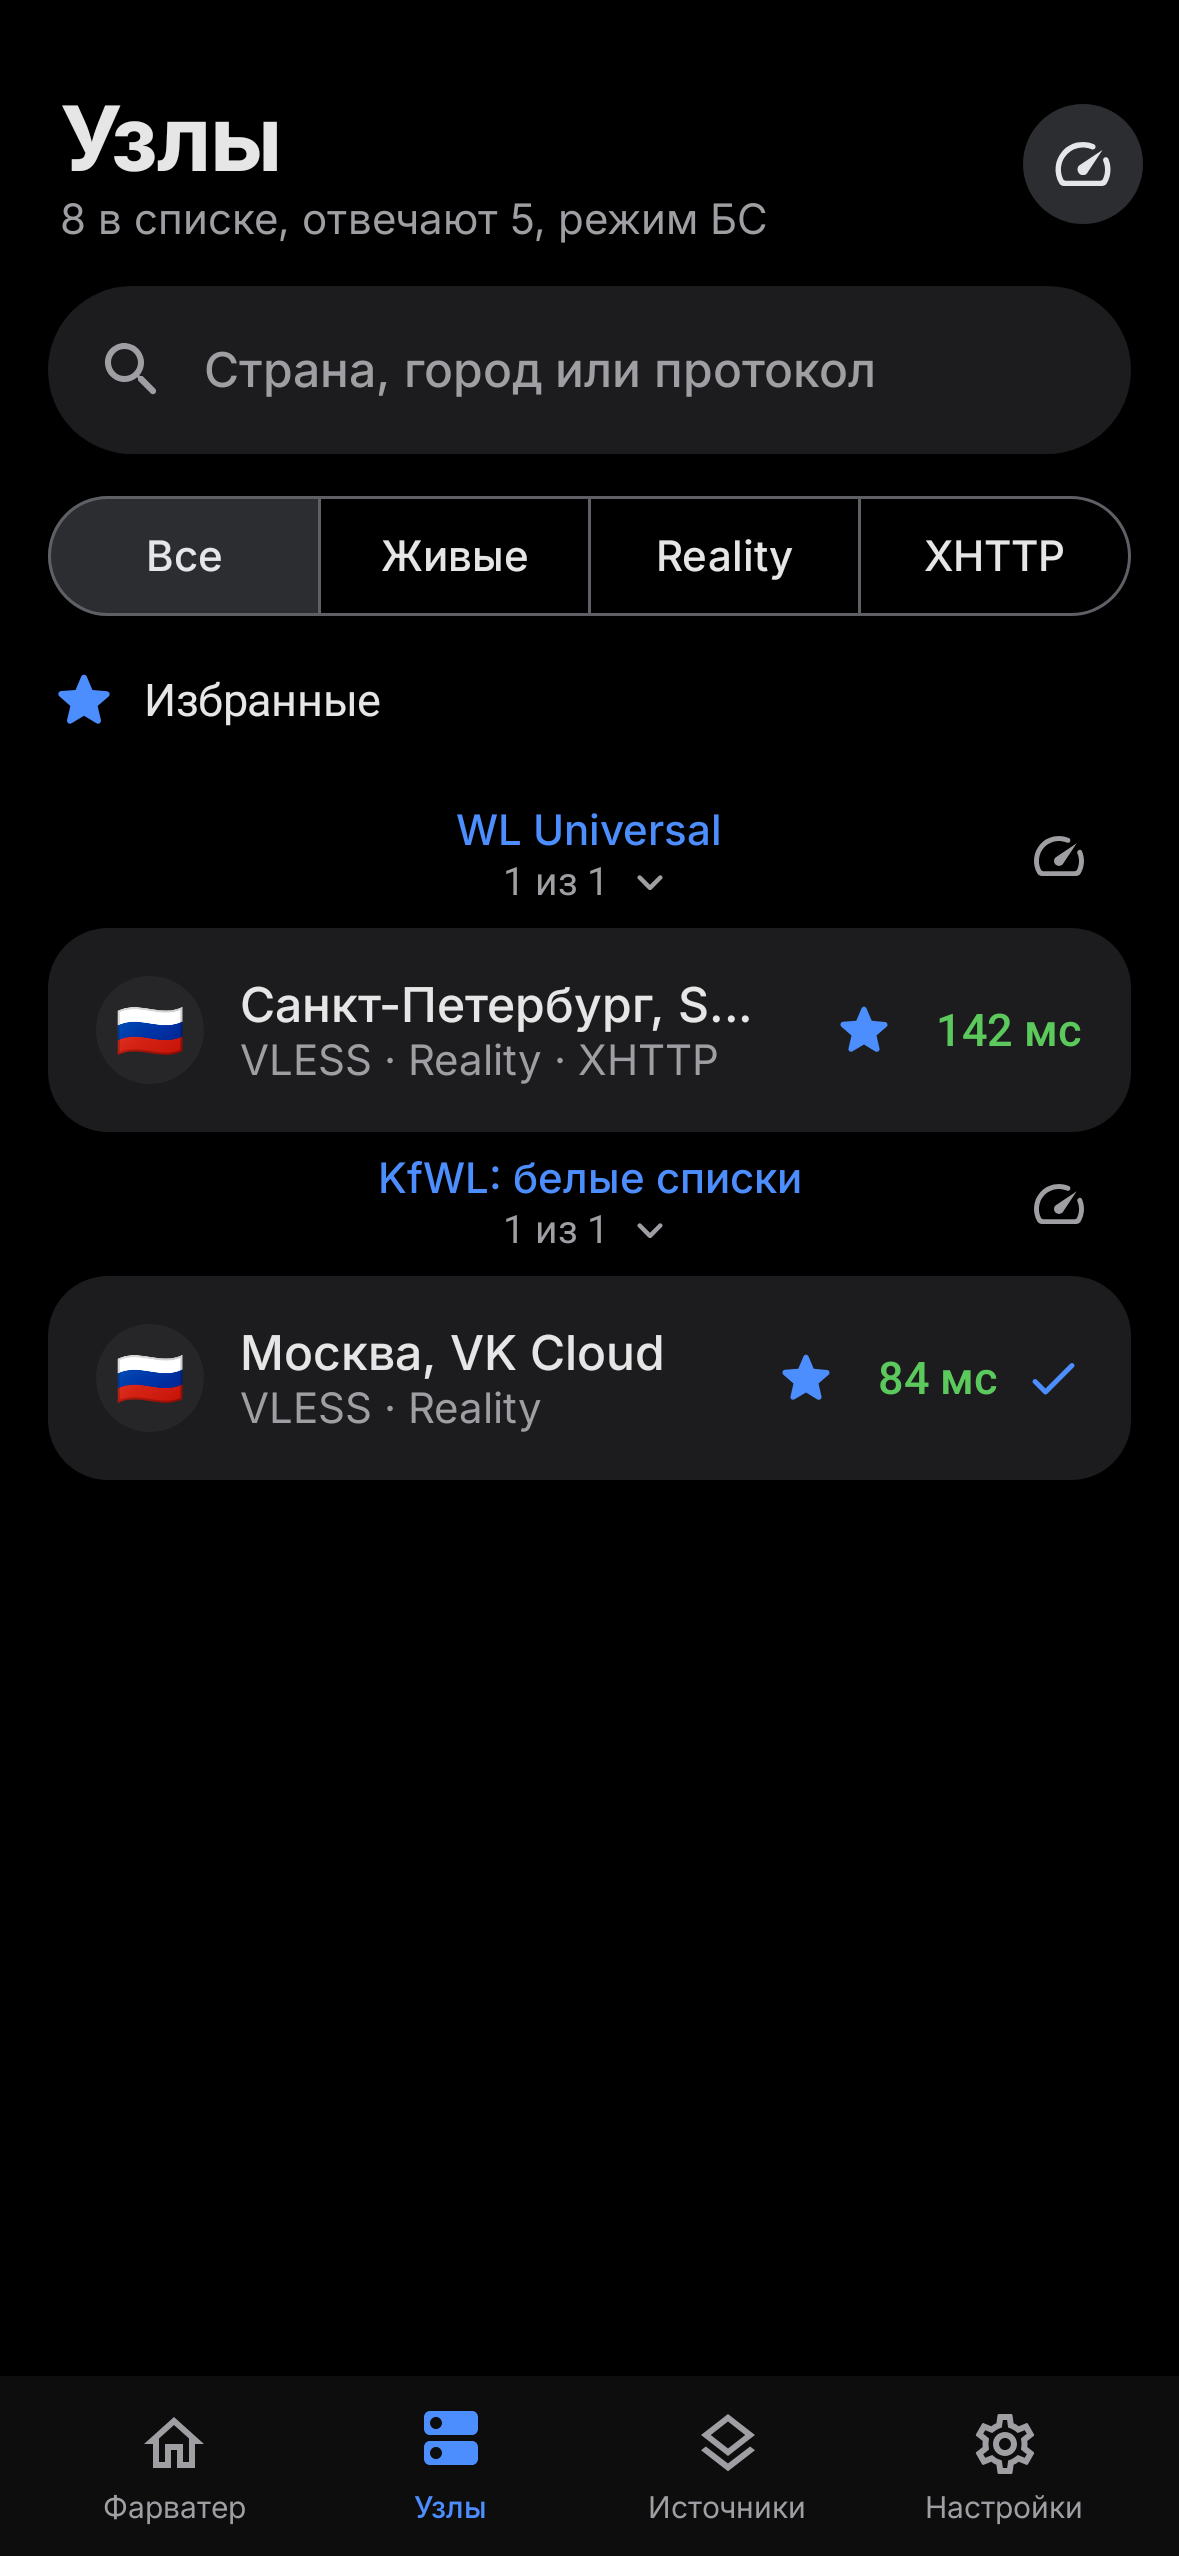 Узлы
8 в списке, отвечают 5, режим БС
Страна, город или протокол
Все
Живые
Reality
XHTTP
Избранные
WL Universal
1 из 1
Санкт-Петербург, S...
142 мс
VLESS · Reality · XHTTP
KfWL: белые списки
1 из 1
Москва, VK Cloud
84 мс
VLESS · Reality
Фарватер
Узлы
Источники
Настройки